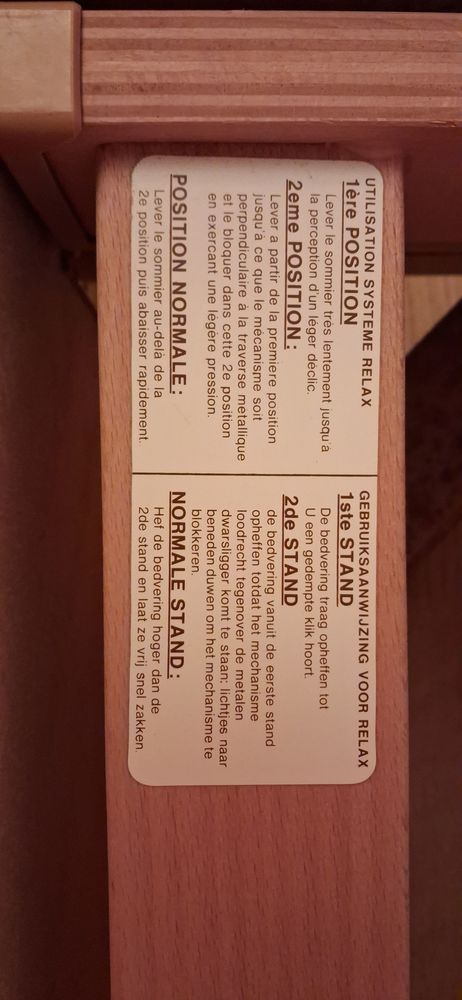 UTILISATION SYSTEME RELAX
1ère POSITION
Lever le sommier très lentement jusqu'à
la perception d'un léger déclic.
2eme POSITION:
Lever a partir de la premiere position
jusqu'à ce que le mécanisme soit
perpendiculaire à la traverse metallique
et le bloquer dans cette 2e position
en exercant une légère pression.
POSITION NORMALE:
Lever le sommier au-delà de la
2e position puis abaisser rapidement.
GEBRUIKSAANWIJZING VOOR RELAX
1ste STAND
De bedvering traag opheffen tot
U een gedempte klik hoort.
2de STAND
de bedvering vanuit de eerste stand
opheffen totdat het mechanisme
loodrecht tegenover de metalen
dwarsligger komt te staan: lichtjes naar
beneden duwen om het mechanisme te
blokkeren.
NORMALE STAND:
Hef de bedvering hoger dan de
2de stand en laat ze vrij snel zakken.